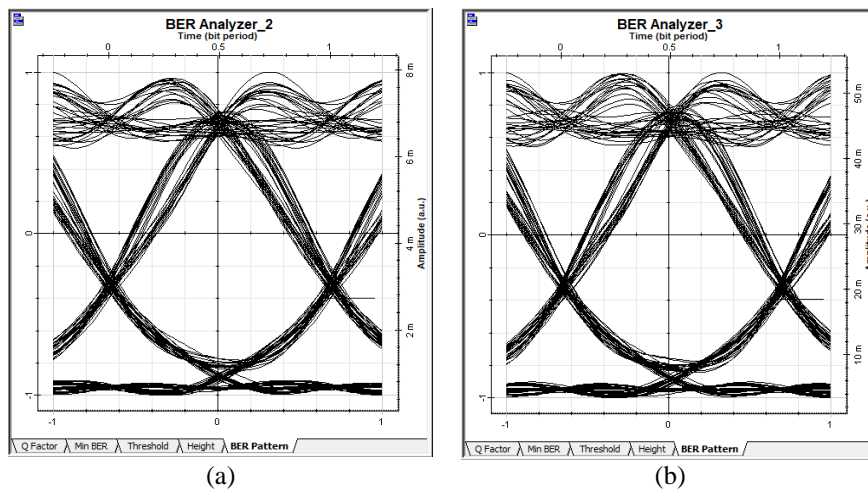 BER Analyzer_2
Time (bit period)
0 0.5 1
1
0
-1
8 m
6 m
4 m
2 m
Amplitude (a.u.)
-1 0 1
Q Factor Min BER Threshold Height BER Pattern
(a)
BER Analyzer_3
Time (bit period)
0 0.5 1
1
0
-1
50 m
40 m
30 m
20 m
10 m
Amplitude (a.u.)
-1 0 1
Q Factor Min BER Threshold Height BER Pattern
(b)